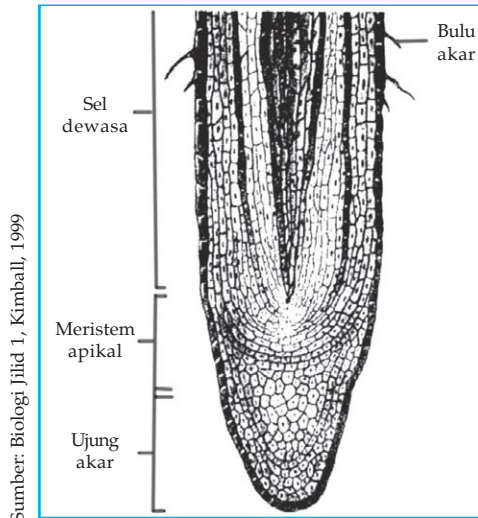 Bulu
akar
Sel
dewasa
Meristem
apikal
Ujung
akar
Sumber: Biologi Jilid 1, Kimball, 1999